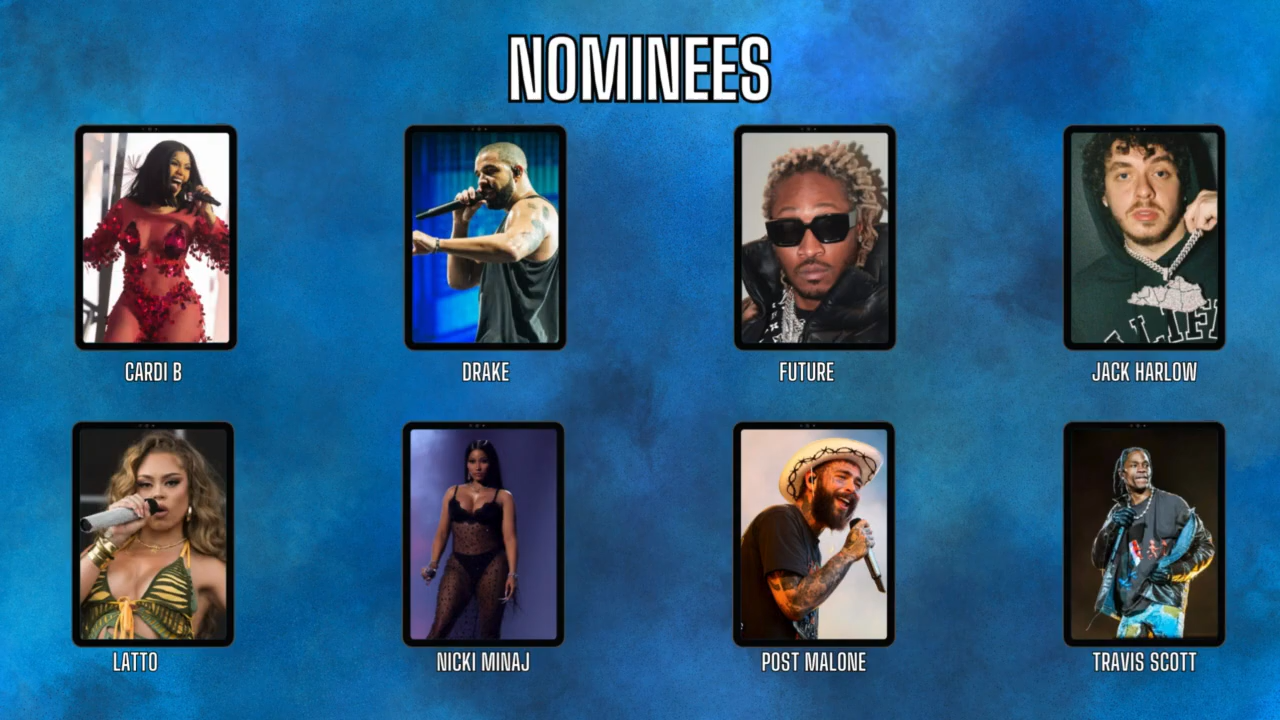 NOMINEES
CARDI B
DRAKE
FUTURE
JACK HARLOW
LATTO
NICKI MINAJ
POST MALONE
TRAVIS SCOTT